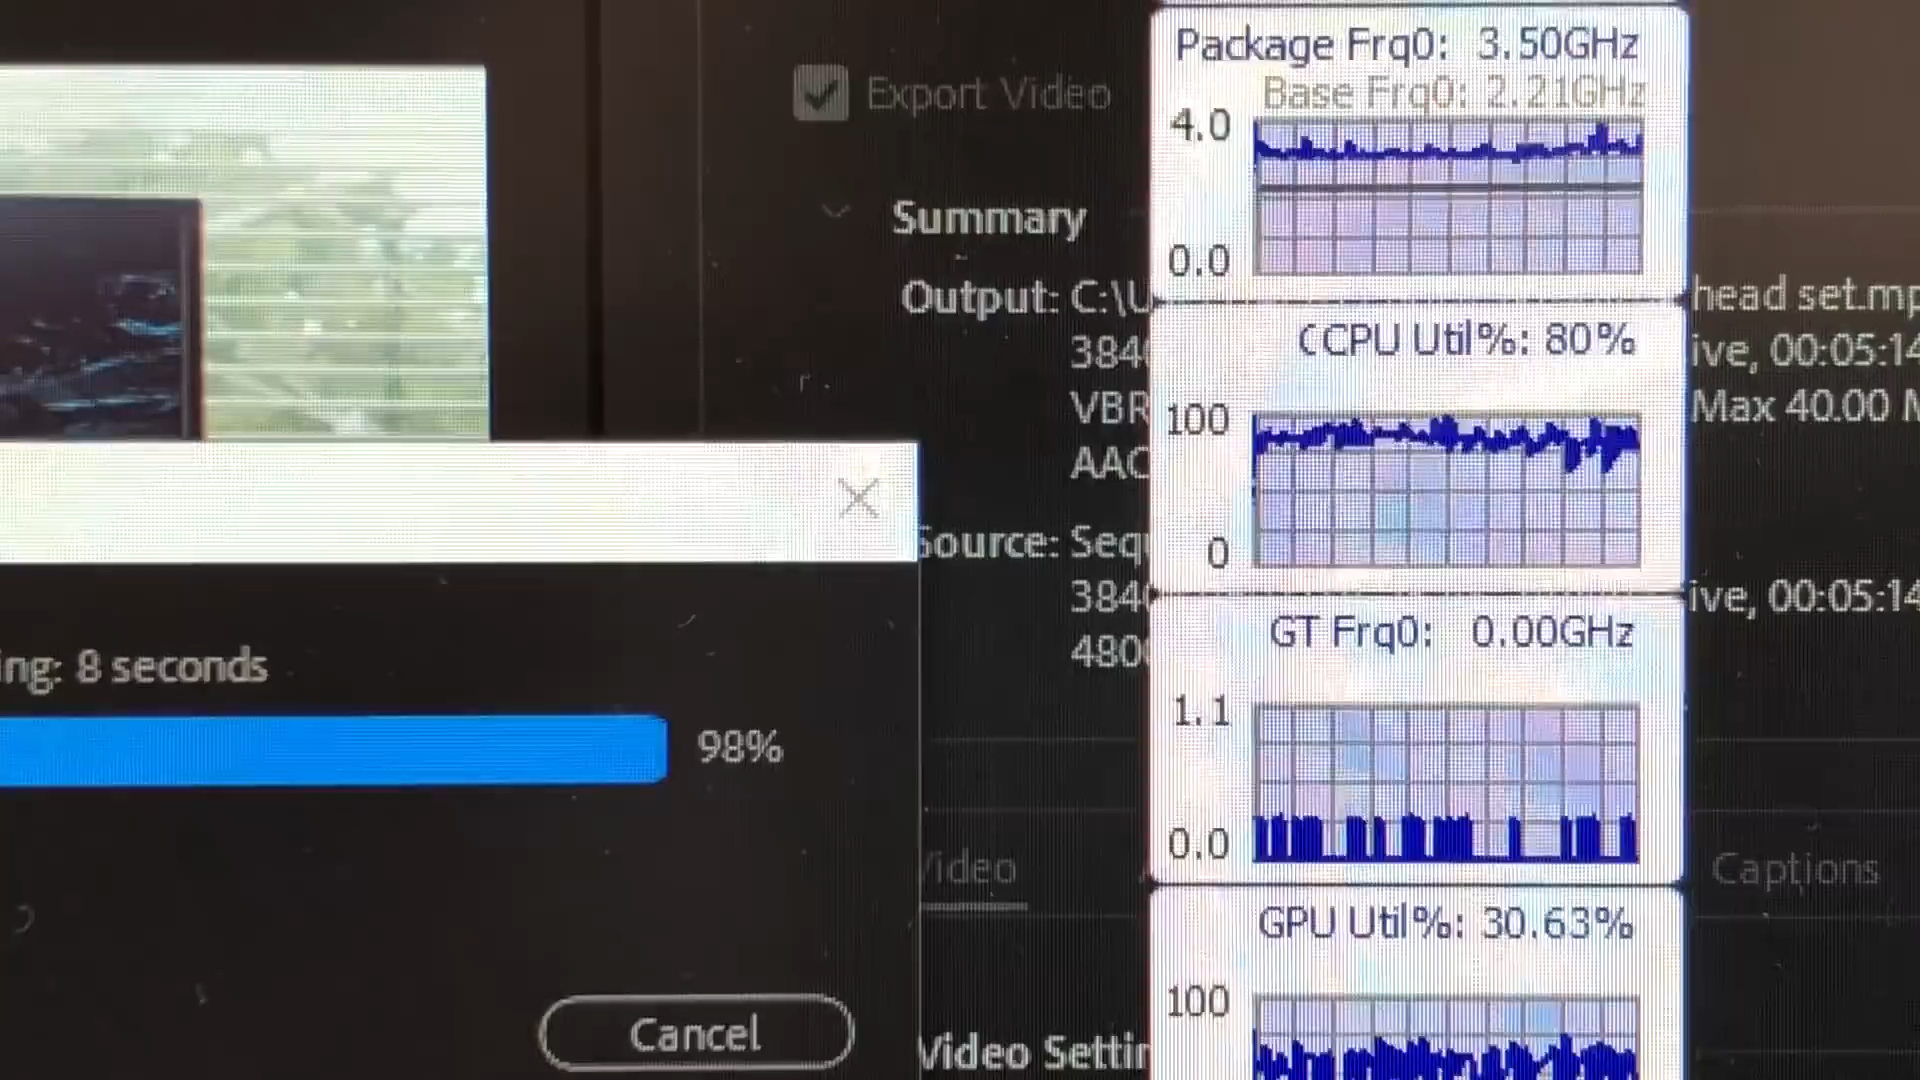 Package Frq0: 3.50GHz
Base Frq0: 2.21GHz
4.0
0.0
Export Video
Summary
Output: C:\U
head set.mp
384
ive, 00:05:14
VBR
Max 40.00 M
AAC
CCPU Util%: 80%
100
0
Source: Sequ
384
ive, 00:05:14
480
GT Frq0: 0.00GHz
1.1
0.0
ing: 8 seconds
98%
Cancel
Video
Captions
GPU Util%: 30.63%
100
Video Settin